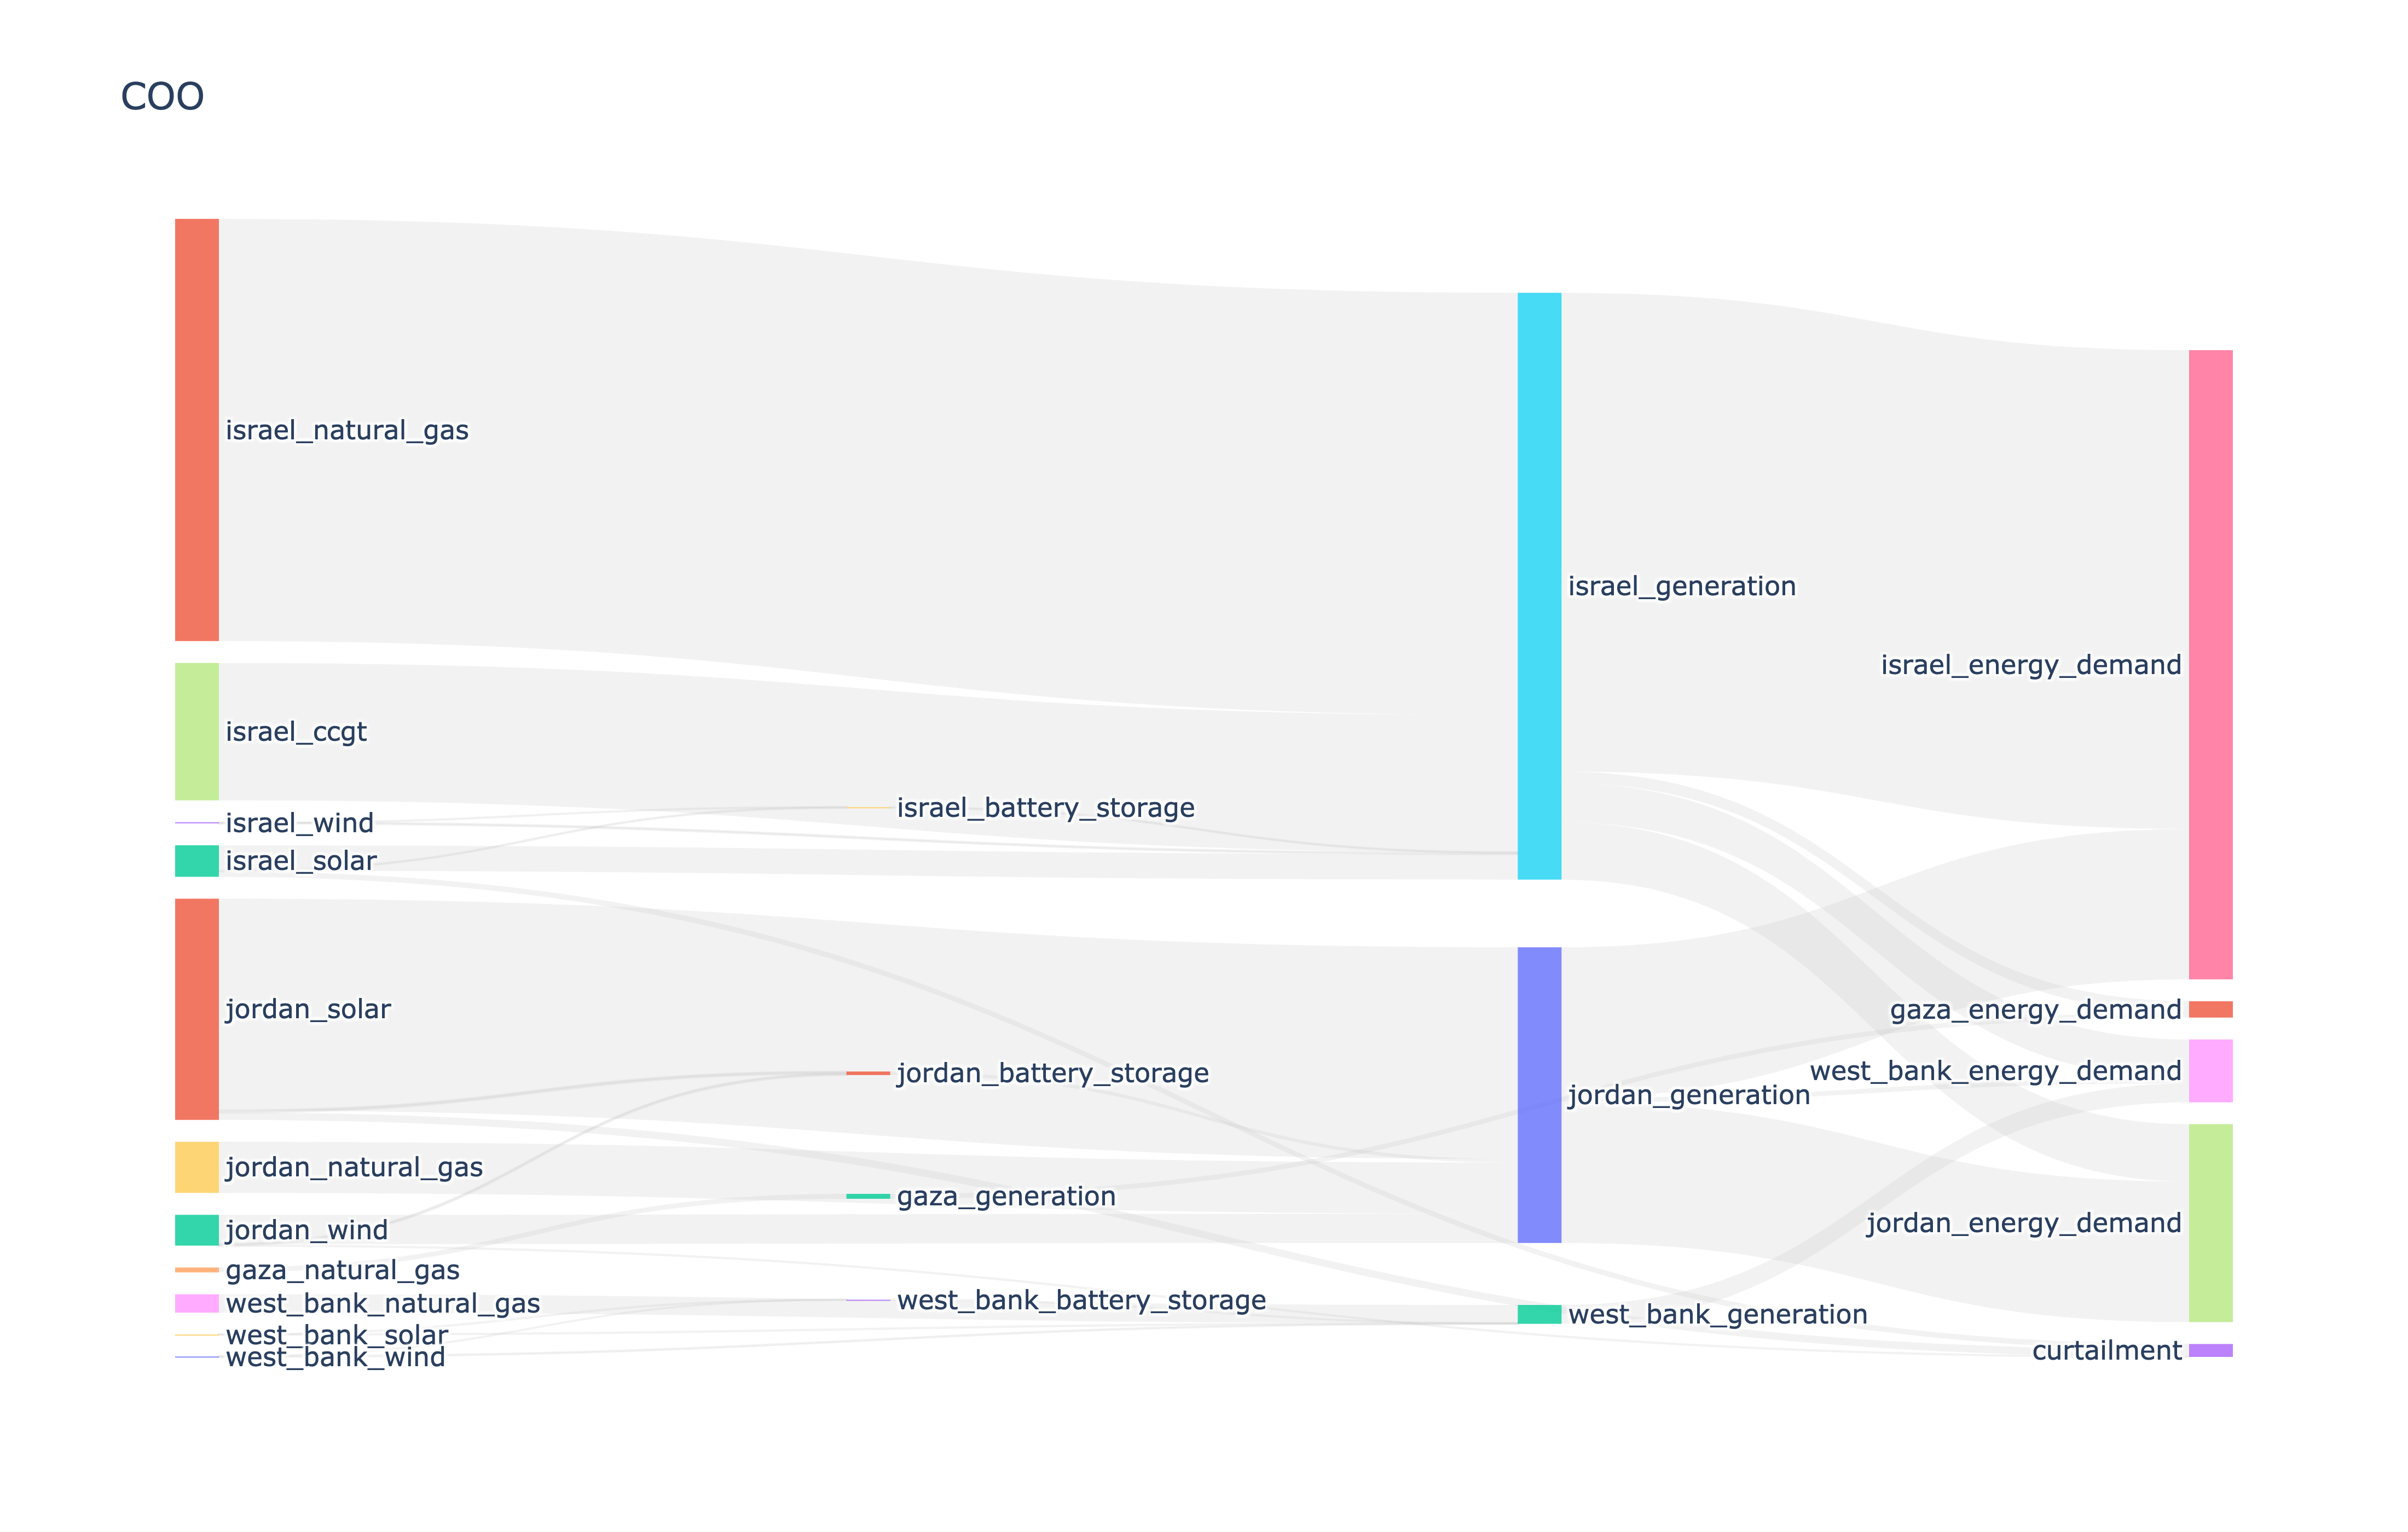 COO
israel_natural_gas
israel_ccgt
israel_wind
israel_solar
jordan_solar
jordan_natural_gas
jordan_wind
gaza_natural_gas
west_bank_natural_gas
west_bank_solar
west_bank_wind
israel_battery_storage
jordan_battery_storage
gaza_generation
west_bank_battery_storage
israel_generation
jordan_generation
west_bank_generation
israel_energy_demand
gaza_energy_demand
west_bank_energy_demand
jordan_energy_demand
curtailment